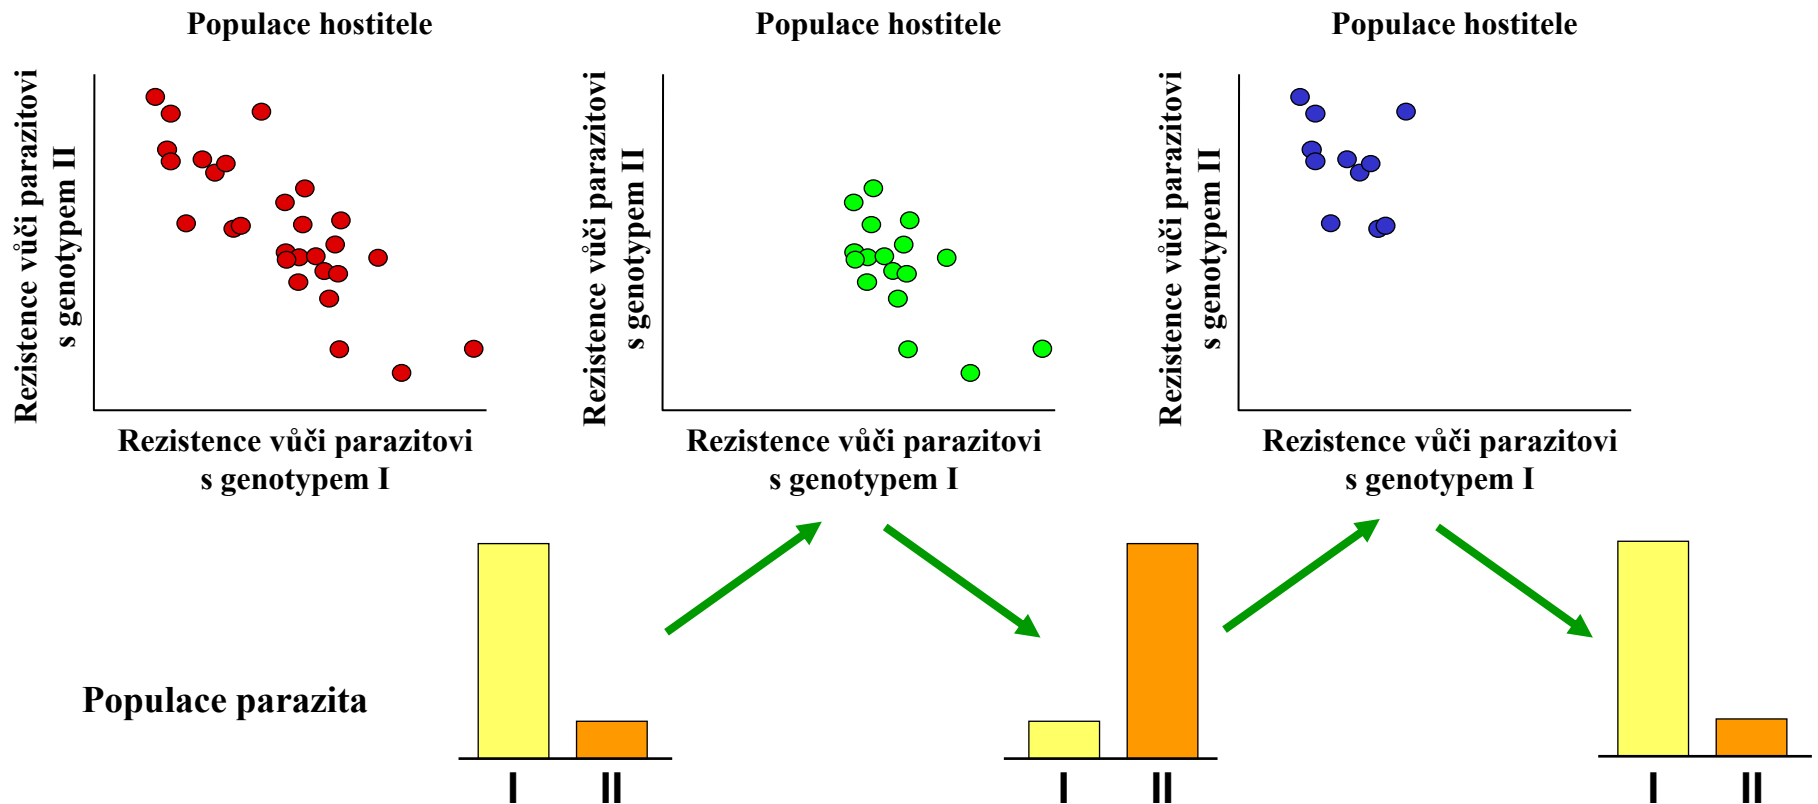 Populace hostitele
Rezistence vůči parazitovi
s genotypem II
Rezistence vůči parazitovi
s genotypem I
Populace hostitele
Rezistence vůči parazitovi
s genotypem II
Rezistence vůči parazitovi
s genotypem I
Populace hostitele
Rezistence vůči parazitovi
s genotypem II
Rezistence vůči parazitovi
s genotypem I
Populace parazita
I II
I II
I II